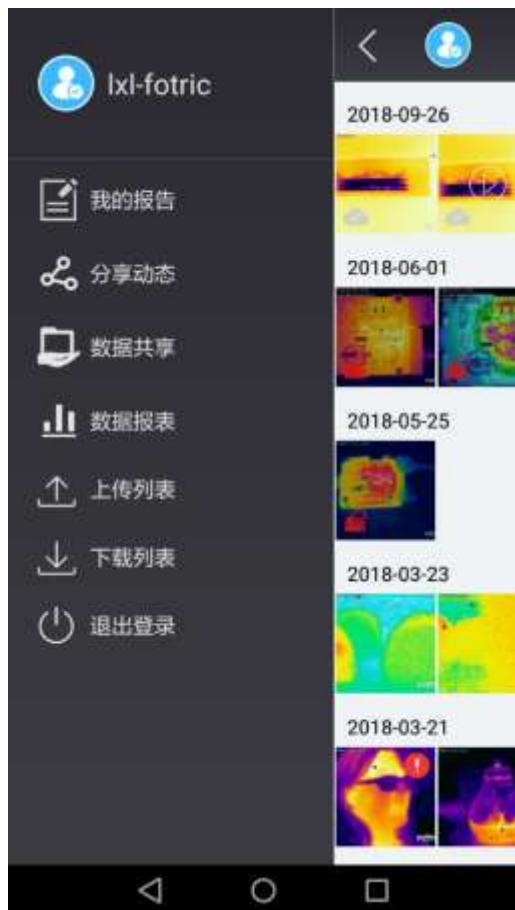 lxl-fotric
我的报告
分享动态
数据共享
数据报表
上传列表
下载列表
退出登录
2018-09-26
2018-06-01
2018-05-25
2018-03-23
2018-03-21